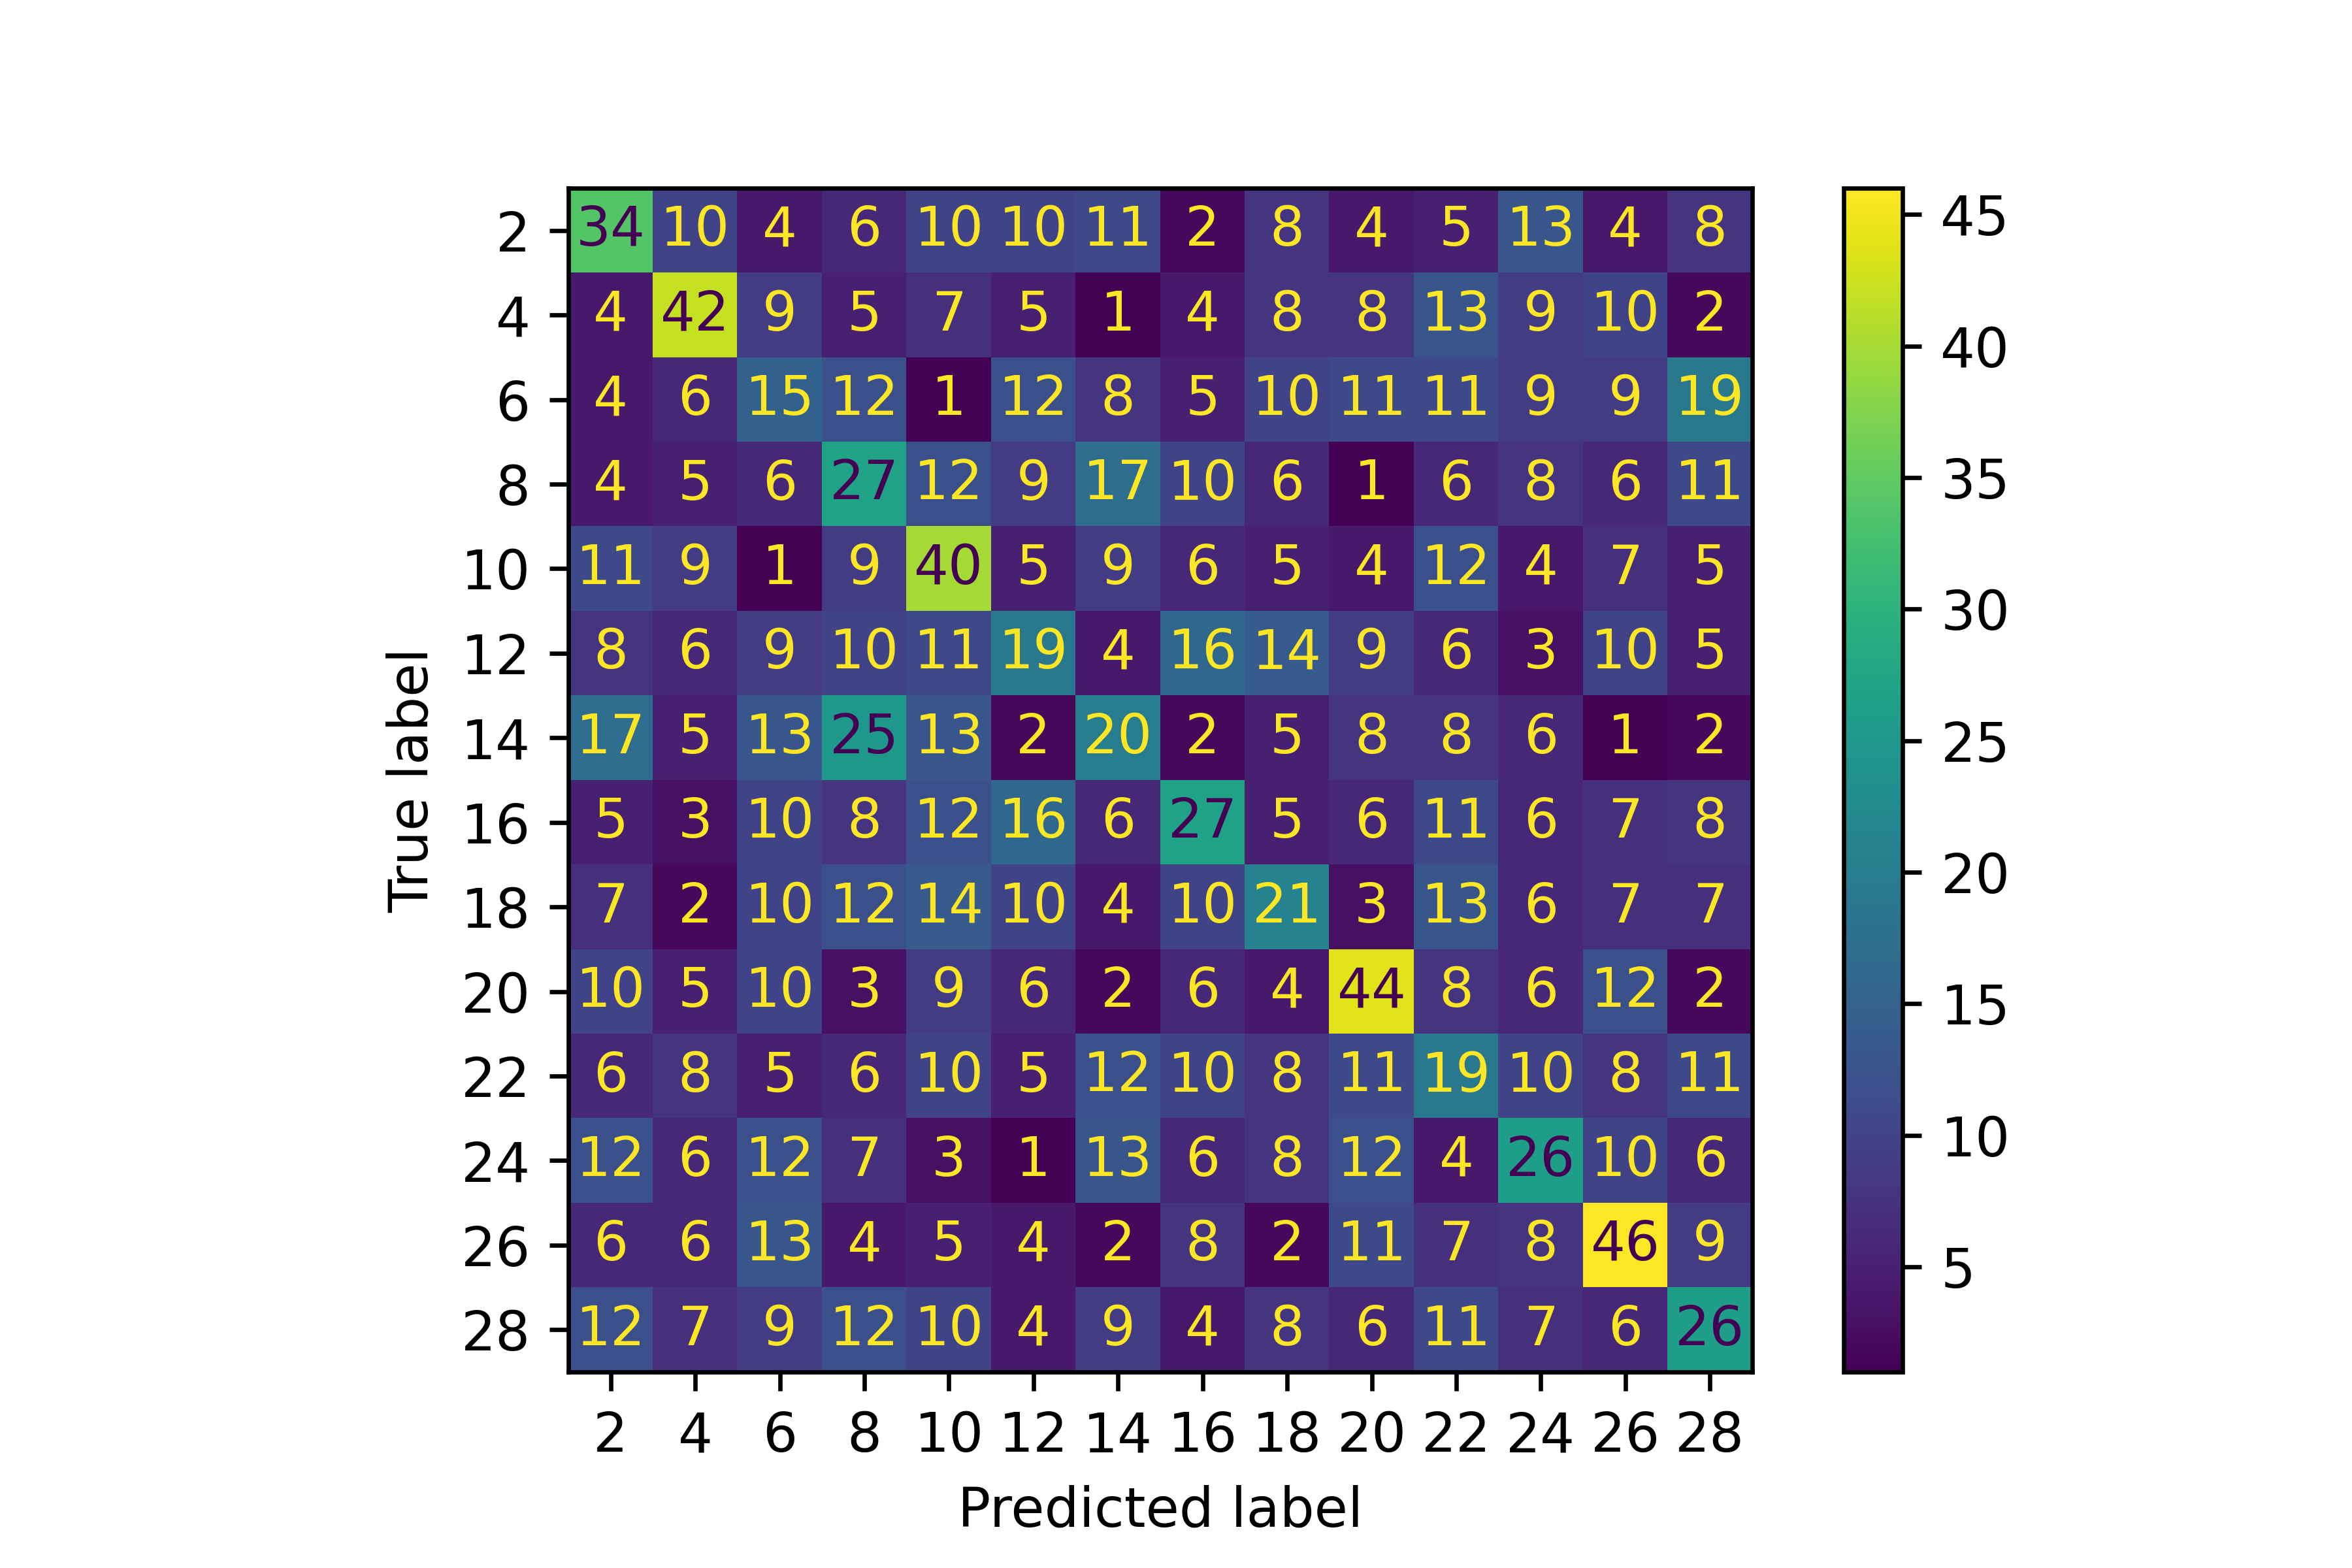 2 34 10 4 6 10 10 11 2 8 4 5 13 4 8
4 4 42 9 5 7 5 1 4 8 8 13 9 10 2
6 4 6 15 12 1 12 8 5 10 11 11 9 9 19
8 4 5 6 27 12 9 17 10 6 1 6 8 6 11
10 11 9 1 9 40 5 9 6 5 4 12 4 7 5
12 8 6 9 10 11 19 4 16 14 9 6 3 10 5
14 17 5 13 25 13 2 20 2 5 8 8 6 1 2
16 5 3 10 8 12 16 6 27 5 6 11 6 7 8
18 7 2 10 12 14 10 4 10 21 3 13 6 7 7
20 10 5 10 3 9 6 2 6 4 44 8 6 12 2
22 6 8 5 6 10 5 12 10 8 11 19 10 8 11
24 12 6 12 7 3 1 13 6 8 12 4 26 10 6
26 6 6 13 4 5 4 2 8 2 11 7 8 46 9
28 12 7 9 12 10 4 9 4 8 6 11 7 6 26
2 4 6 8 10 12 14 16 18 20 22 24 26 28
Predicted label
True label
45
40
35
30
25
20
15
10
5